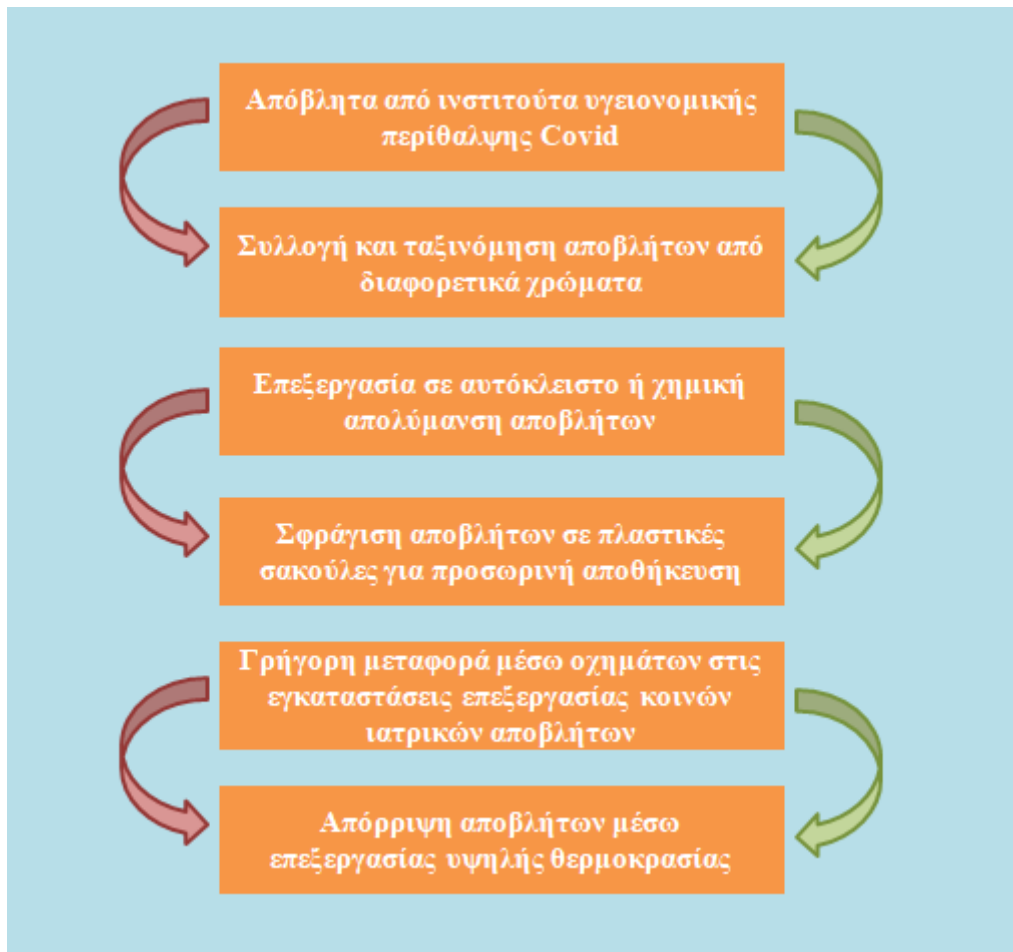 Απόβλητα από ινστιτούτα υγειονομικής
περίθαλψης Covid
Συλλογή και ταξινόμηση αποβλήτων από
διαφορετικά χρώματα
Επεξεργασία σε αυτόκλειστο ή χημική
απολύμανση αποβλήτων
Σφράγιση αποβλήτων σε πλαστικές
σακούλες για προσωρινή αποθήκευση
Γρήγορη μεταφορά μέσω οχημάτων στις
εγκαταστάσεις επεξεργασίας κοινών
ιατρικών αποβλήτων
Απόρριψη αποβλήτων μέσω
επεξεργασίας υψηλής θερμοκρασίας